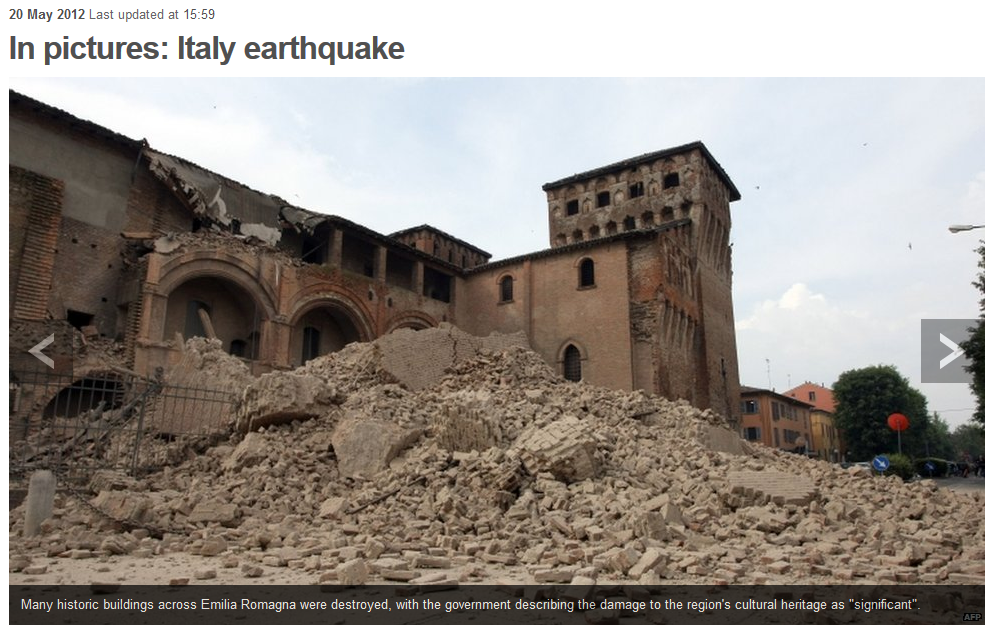 20 May 2012 Last updated at 15:59
In pictures: Italy earthquake
Many historic buildings across Emilia Romagna were destroyed, with the government describing the damage to the region's cultural heritage as "significant".
AFP